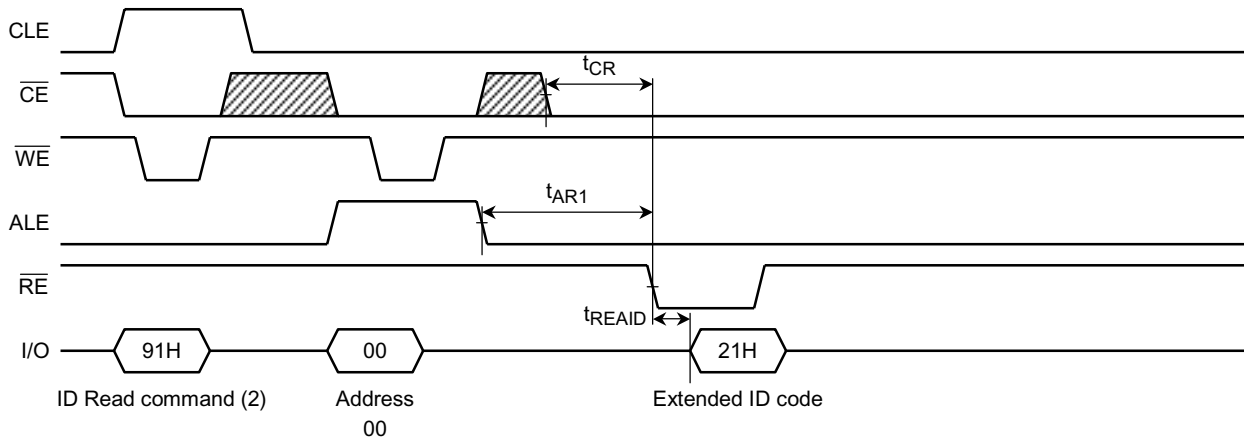 CLE
tCR
CE
WE
tAR1
ALE
RE
tREAID
I/O 91H 00 21H
ID Read command (2) Address Extended ID code
00